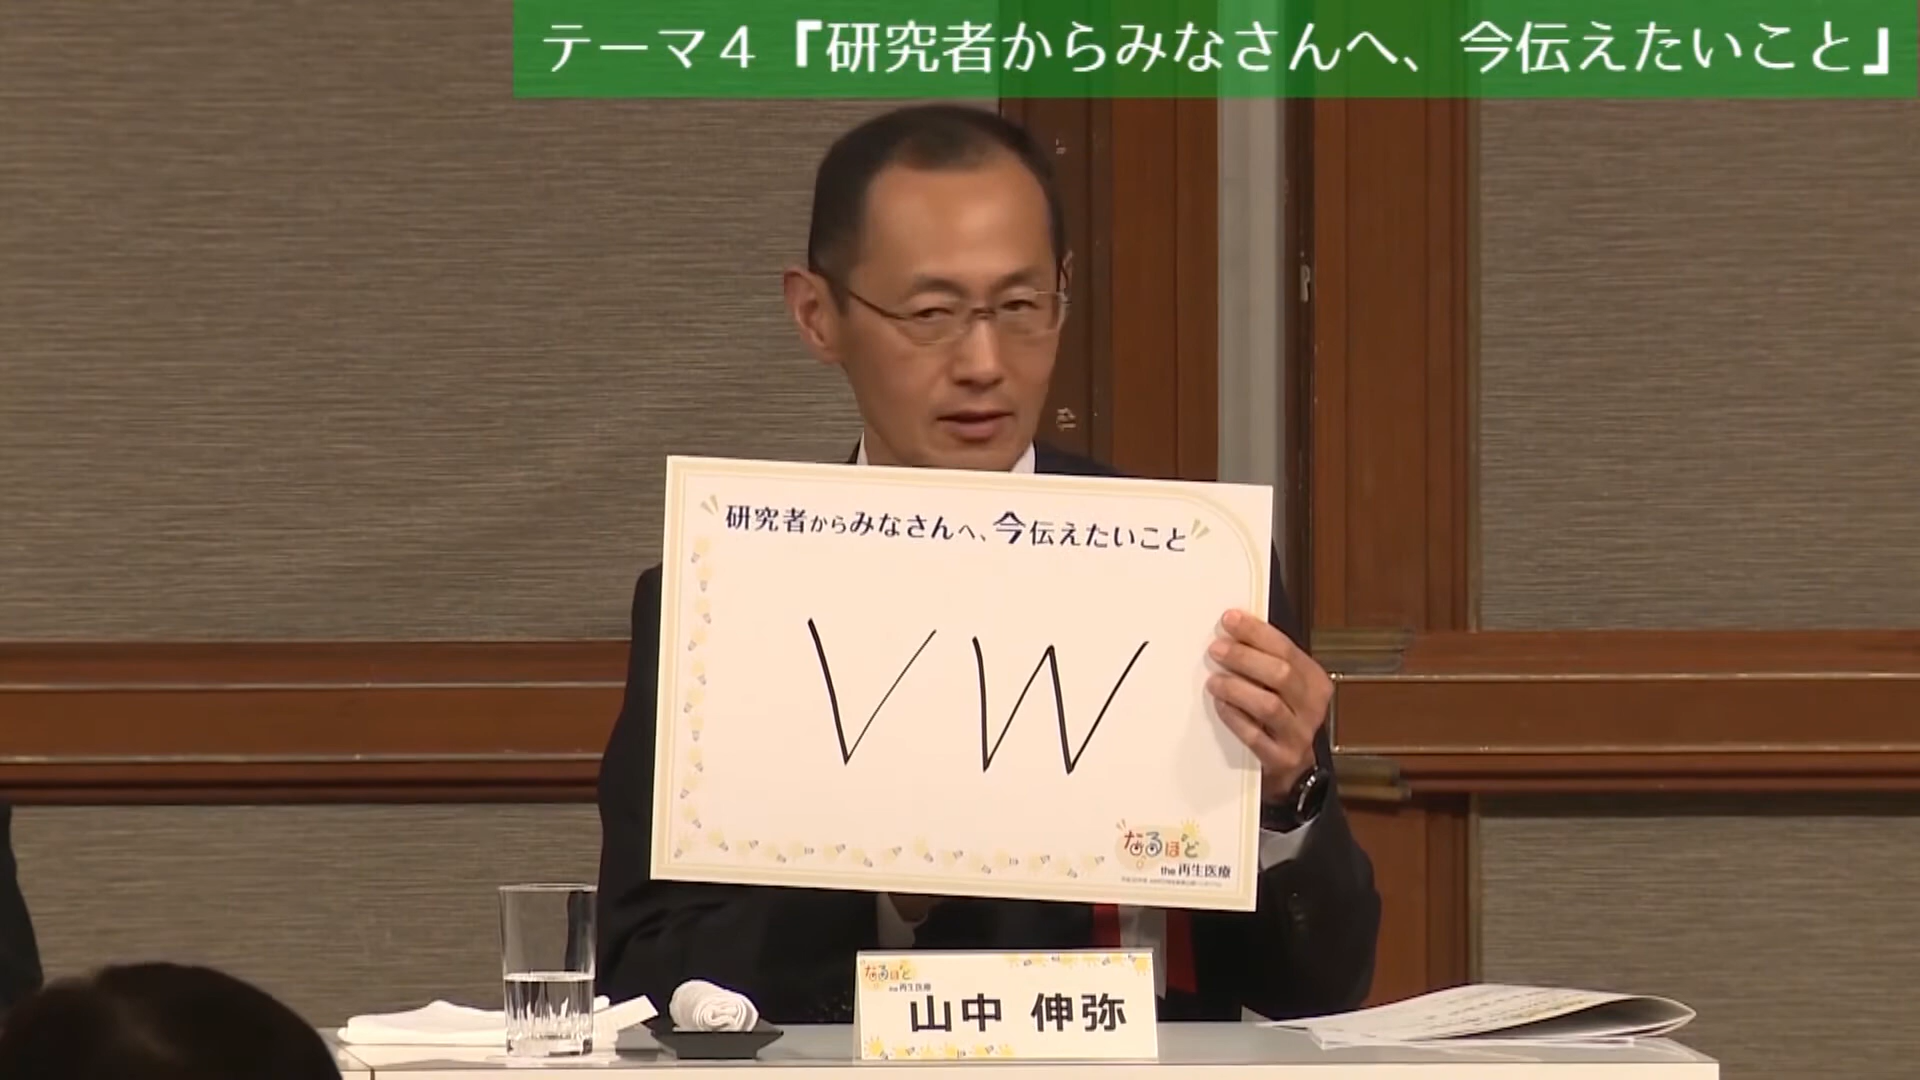 テーマ４『研究者からみなさんへ、今伝えたいこと』
研究者からみなさんへ、今伝えたいこと
VW
なるほど
the 再生医療
なるほど
the 再生医療
山中 伸弥